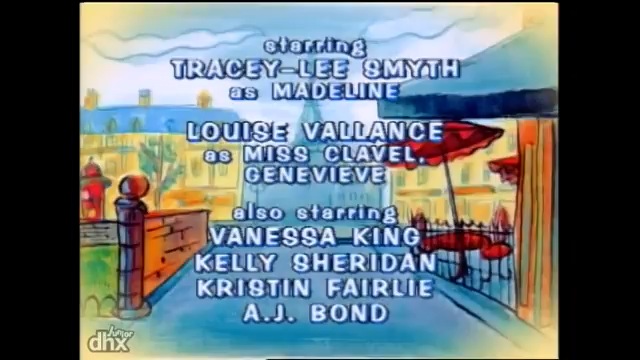 starring
TRACEY-LEE SMYTH
as MADELINE
LOUISE VALLANCE
as MISS CLAVEL,
GENEVIEVE
also starring
VANESSA KING
KELLY SHERIDAN
KRISTIN FAIRLIE
A.J. BOND
dhx Junior